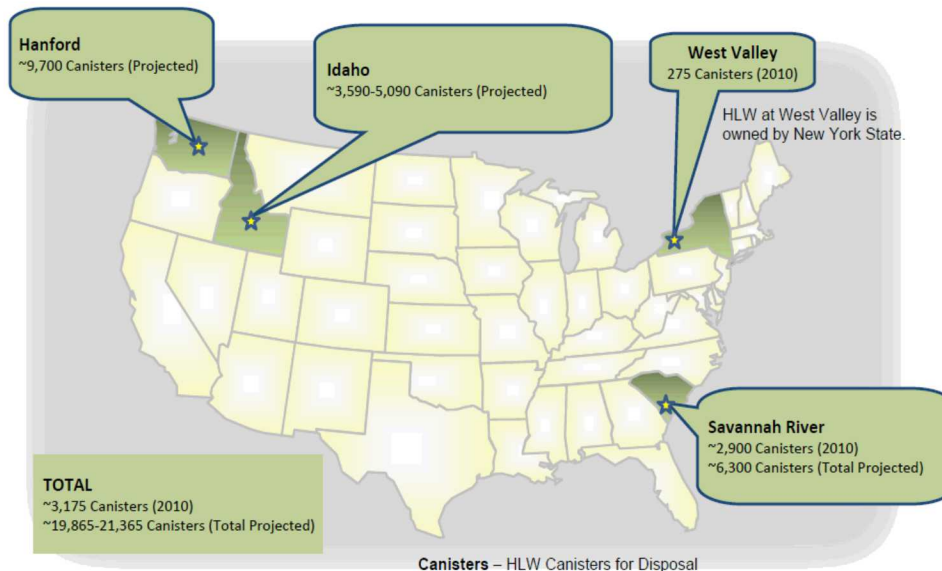 Hanford
~9,700 Canisters (Projected)
Idaho
~3,590-5,090 Canisters (Projected)
West Valley
275 Canisters (2010)
HLW at West Valley is
owned by New York State.
Savannah River
~2,900 Canisters (2010)
~6,300 Canisters (Total Projected)
TOTAL
~3,175 Canisters (2010)
~19,865-21,365 Canisters (Total Projected)
Canisters – HLW Canisters for Disposal